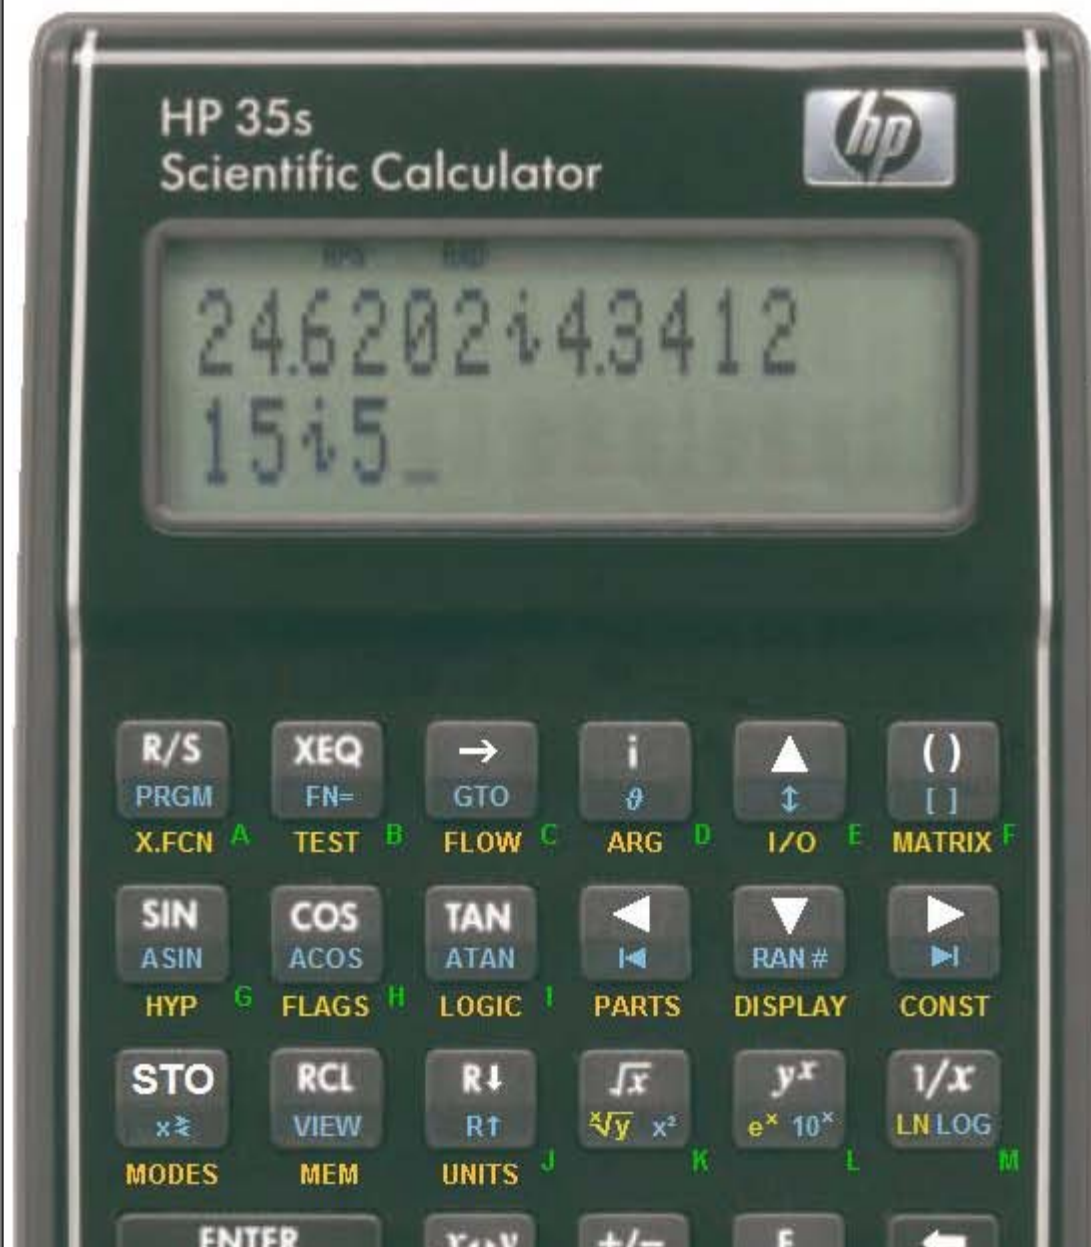 HP 35s
Scientific Calculator
hp
RPN RAD
24.6202i4.3412
15i5_
R/S XEQ → i ▲ ( )
PRGM FN= GTO θ ↕ [ ]
X.FCN A TEST B FLOW C ARG D I/O E MATRIX F
SIN COS TAN ◀ ▼ ▶
ASIN ACOS ATAN I◀ RAN # ▶I
HYP G FLAGS H LOGIC I PARTS DISPLAY CONST
STO RCL R↓ √x yˣ 1/x
x≷ VIEW R↑ ˣ√y x² eˣ 10ˣ LN LOG
MODES MEM UNITS J K L M
ENTER x↔y +/− E ←